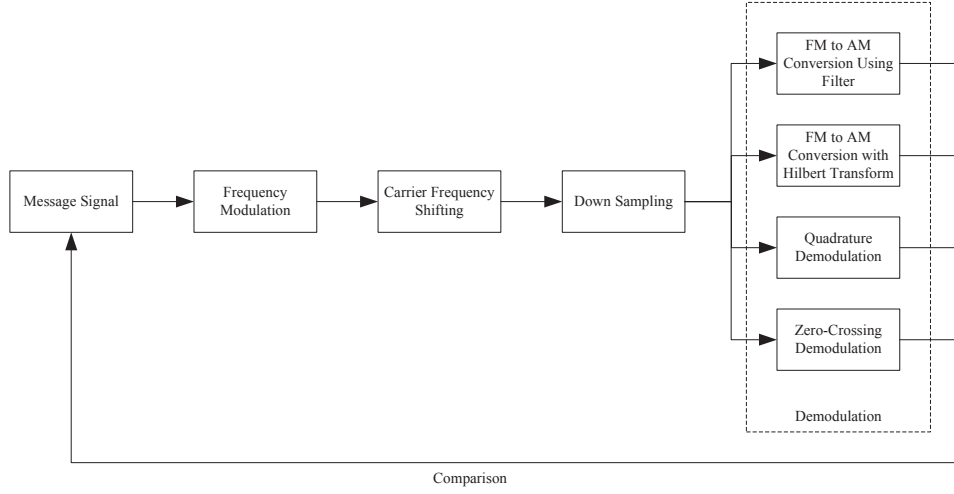 Message Signal
Frequency
Modulation
Carrier Frequency
Shifting
Down Sampling
FM to AM
Conversion Using
Filter
FM to AM
Conversion with
Hilbert Transform
Quadrature
Demodulation
Zero-Crossing
Demodulation
Demodulation
Comparison